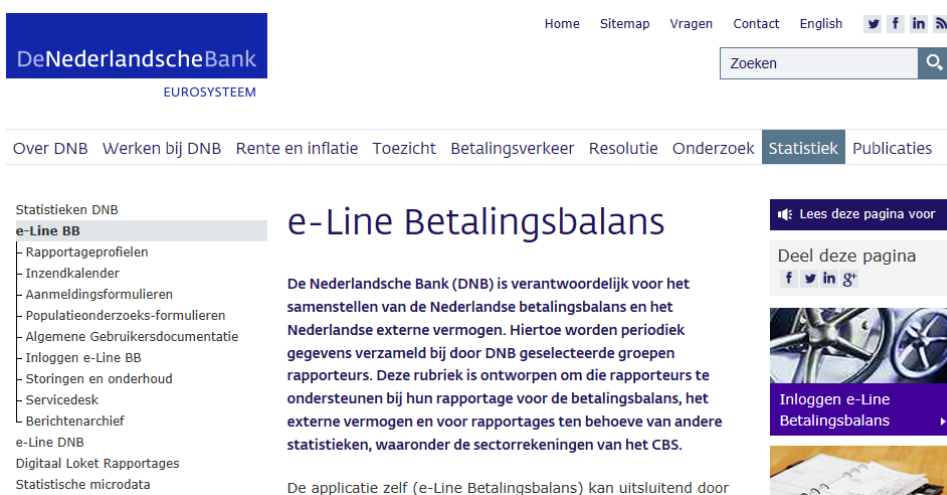 Home Sitemap Vragen Contact English
DeNederlandscheBank
EUROSYSTEEM
Zoeken
Over DNB Werken bij DNB Rente en inflatie Toezicht Betalingsverkeer Resolutie Onderzoek Statistiek Publicaties
Statistieken DNB
e-Line BB
Rapportageprofielen
Inzendkalender
Aanmeldingsformulieren
Populatieonderzoeks-formulieren
Algemene Gebruikersdocumentatie
Inloggen e-Line BB
Storingen en onderhoud
Servicedesk
Berichtenarchief
e-Line DNB
Digitaal Loket Rapportages
Statistische microdata
e-Line Betalingsbalans
De Nederlandsche Bank (DNB) is verantwoordelijk voor het
samenstellen van de Nederlandse betalingsbalans en het
Nederlandse externe vermogen. Hiertoe worden periodiek
gegevens verzameld bij door DNB geselecteerde groepen
rapporteurs. Deze rubriek is ontworpen om die rapporteurs te
ondersteunen bij hun rapportage voor de betalingsbalans, het
externe vermogen en voor rapportages ten behoeve van andere
statistieken, waaronder de sectorrekeningen van het CBS.
De applicatie zelf (e-Line Betalingsbalans) kan uitsluitend door
Lees deze pagina voor
Deel deze pagina
Inloggen e-Line
Betalingsbalans